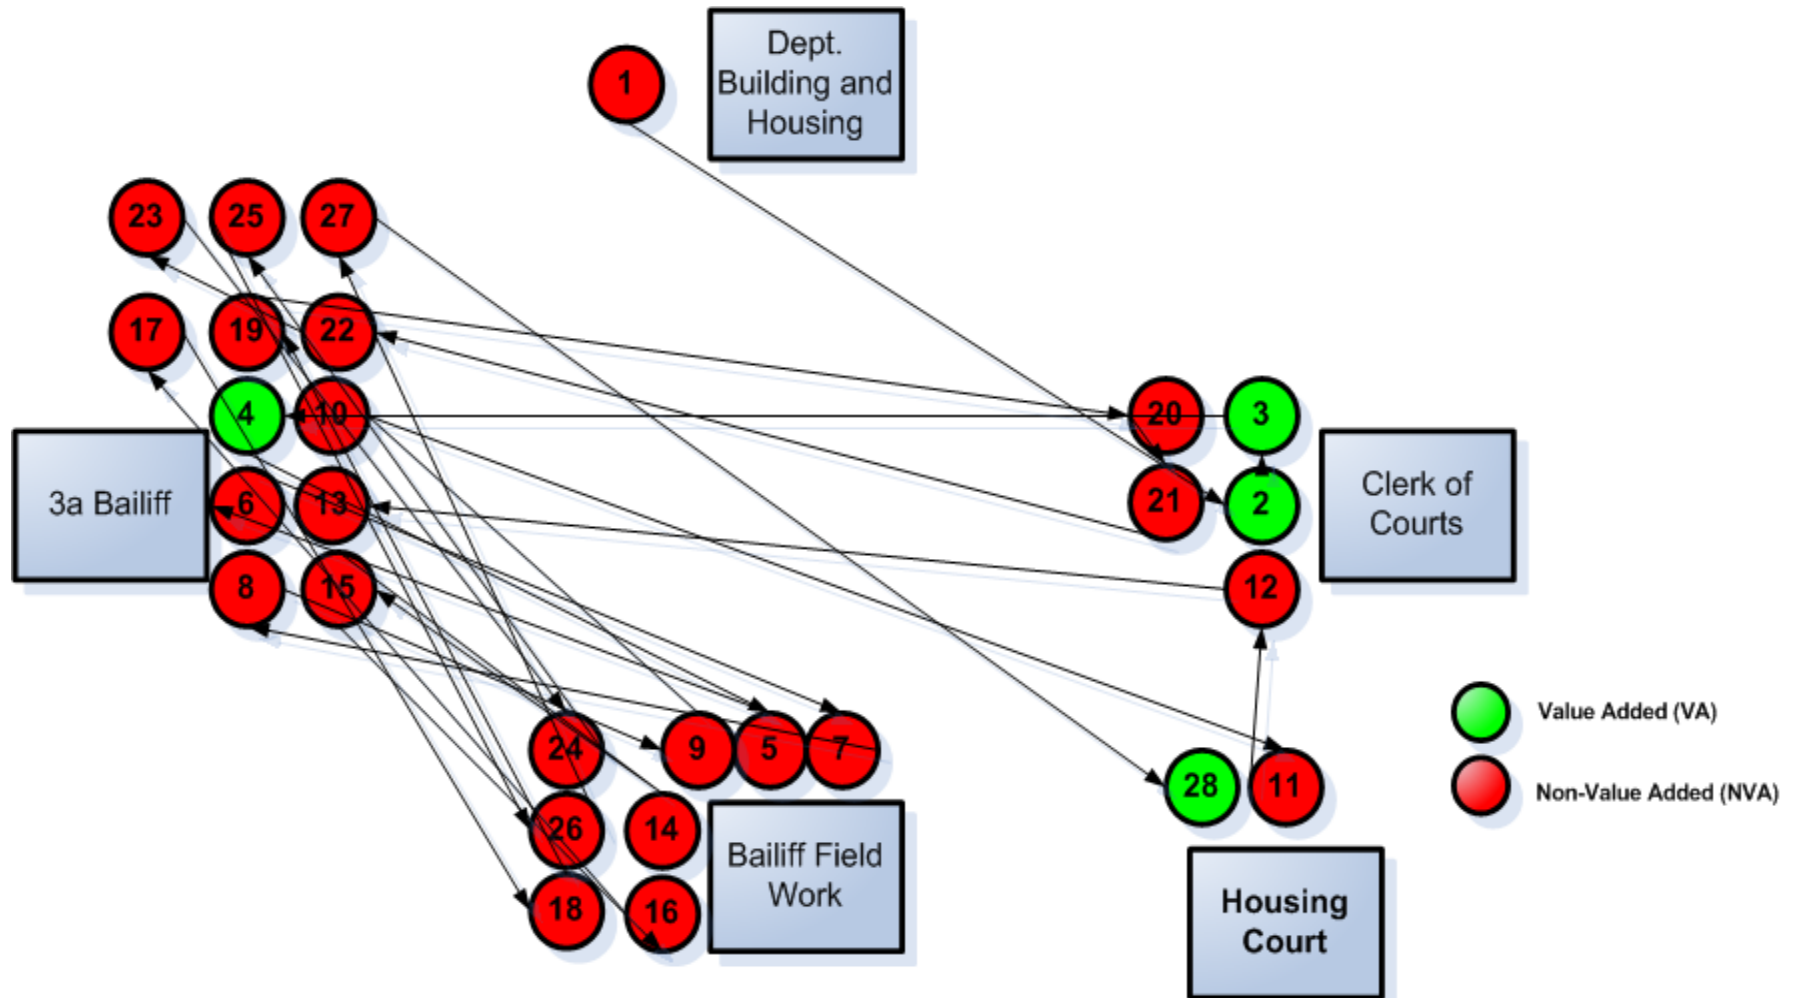 1
Dept.
Building and
Housing
23 25 27
17 19 22
4 10
20 3
3a Bailiff
6 13
21 2
Clerk of
Courts
8 15
12
24 9 5 7
28 11
Value Added (VA)
Non-Value Added (NVA)
26 14
18 16
Bailiff Field
Work
Housing
Court